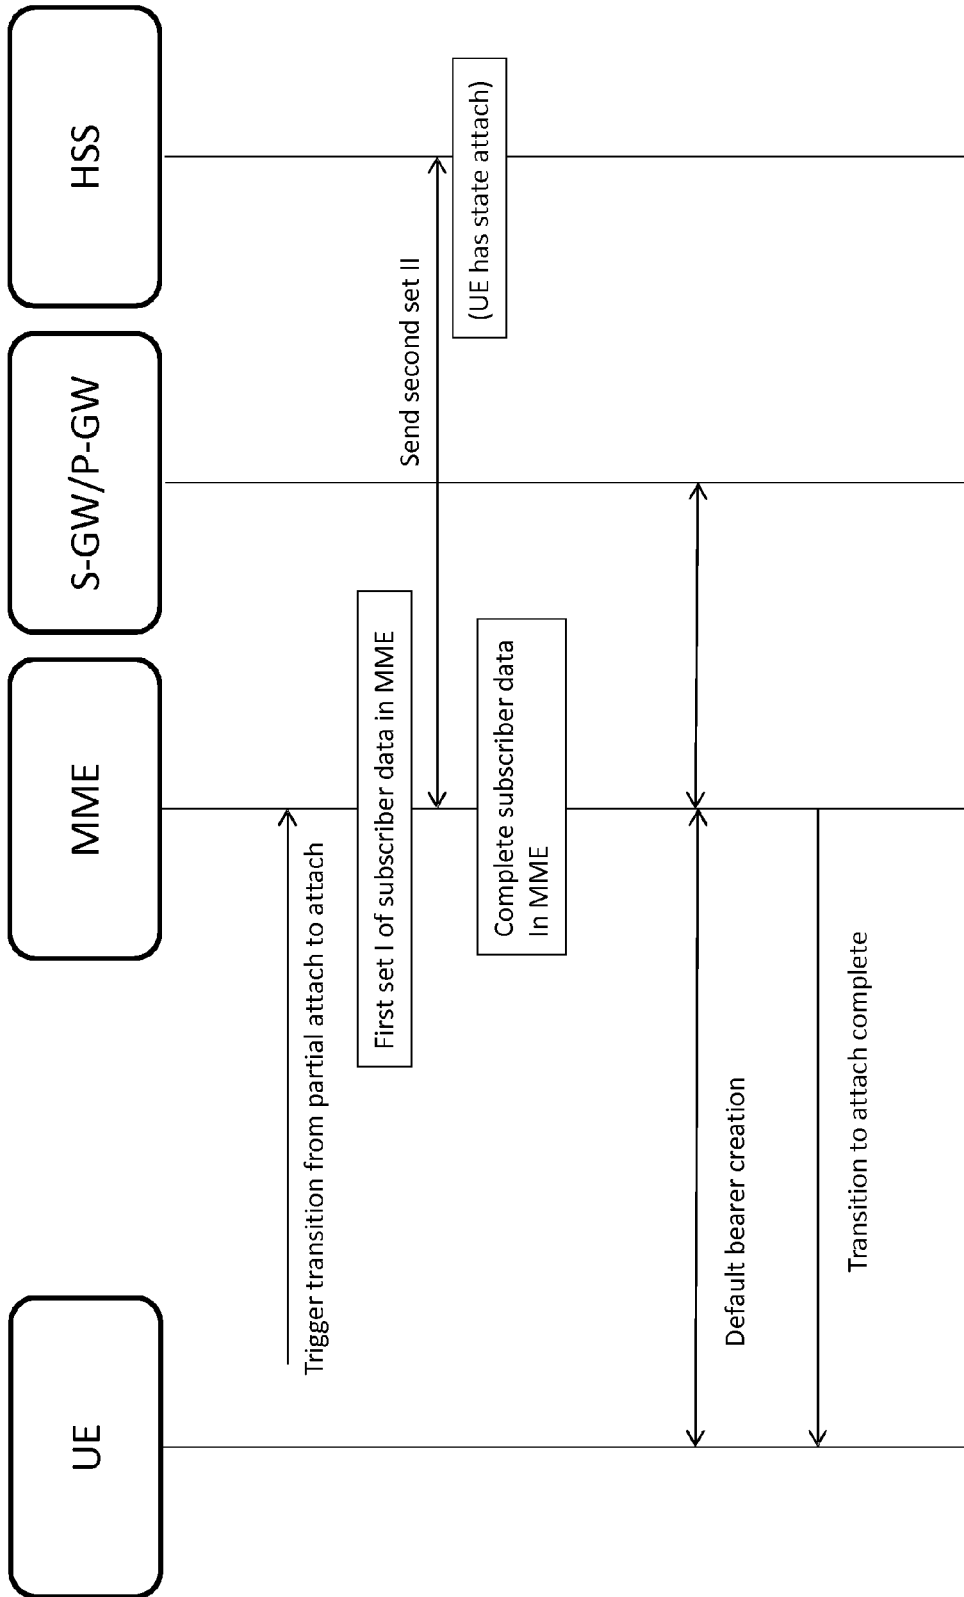 UE
MME
S-GW/P-GW
HSS
Trigger transition from partial attach to attach
First set I of subscriber data in MME
Send second set II
(UE has state attach)
Complete subscriber data
In MME
Default bearer creation
Transition to attach complete